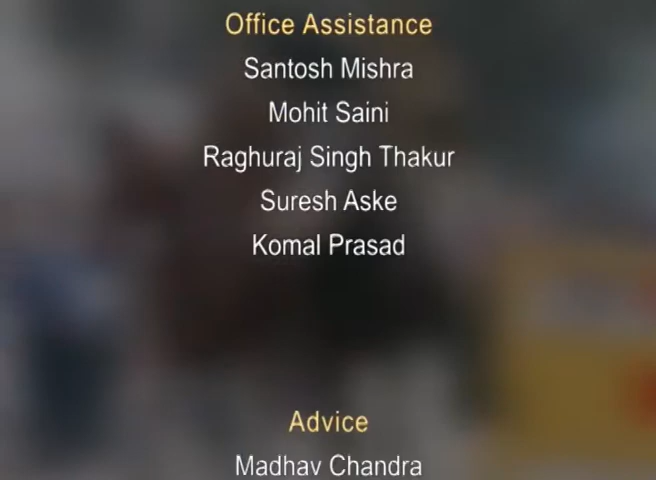 Office Assistance
Santosh Mishra
Mohit Saini
Raghuraj Singh Thakur
Suresh Aske
Komal Prasad
Advice
Madhav Chandra